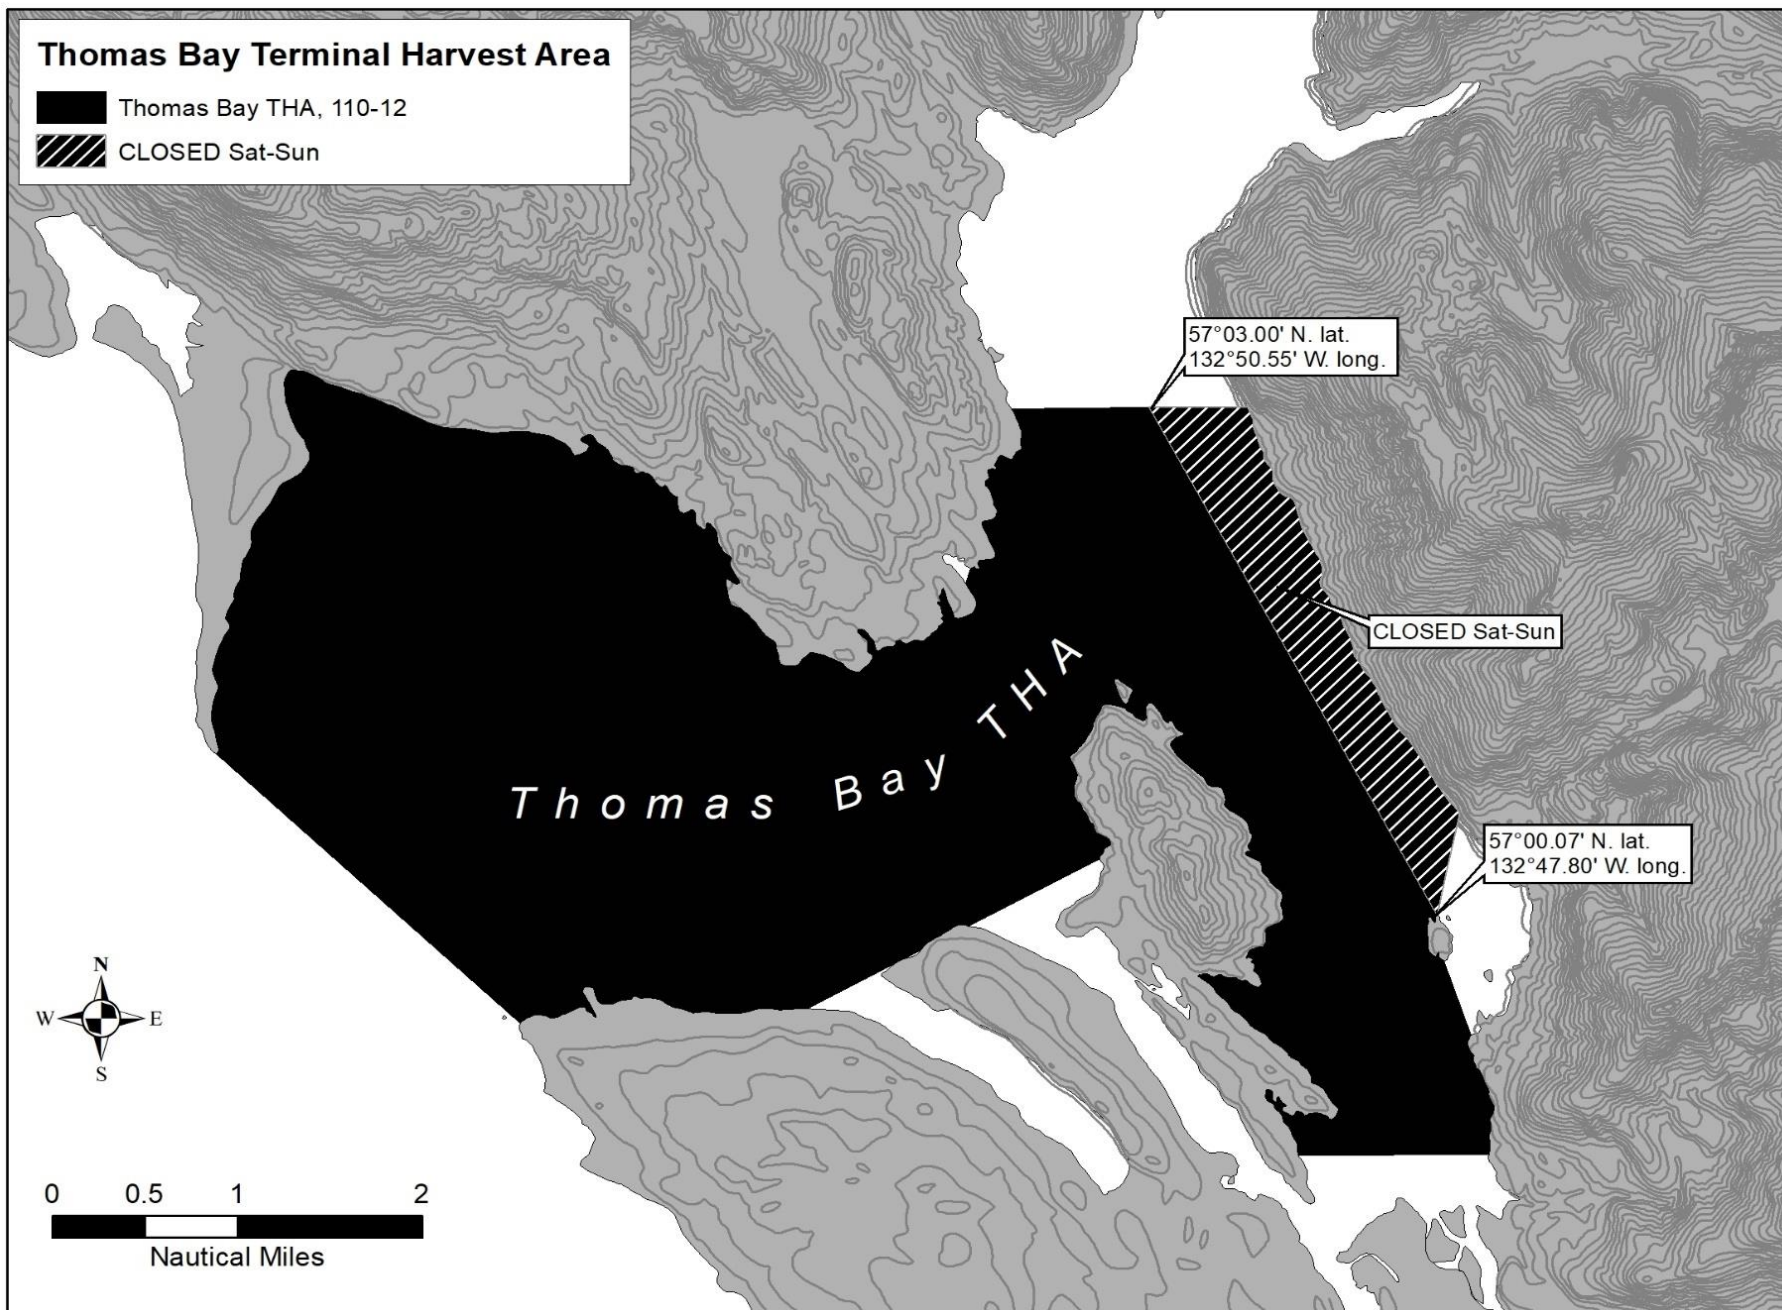 Thomas Bay Terminal Harvest Area
Thomas Bay THA, 110-12
CLOSED Sat-Sun
57°03.00' N. lat.
132°50.55' W. long.
CLOSED Sat-Sun
Thomas Bay THA
57°00.07' N. lat.
132°47.80' W. long.
N
W E
S
0 0.5 1 2
Nautical Miles